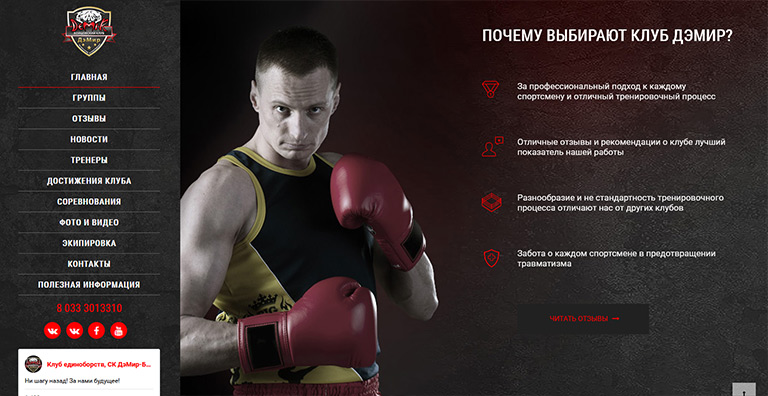 ДэМир
ГЛАВНАЯ
ГРУППЫ
ОТЗЫВЫ
НОВОСТИ
ТРЕНЕРЫ
ДОСТИЖЕНИЯ КЛУБА
СОРЕВНОВАНИЯ
ФОТО И ВИДЕО
ЭКИПИРОВКА
КОНТАКТЫ
ПОЛЕЗНАЯ ИНФОРМАЦИЯ
8 033 3013310
Клуб единоборств, СК ДэМир-Б...
Ни шагу назад! За нами будущее!
ПОЧЕМУ ВЫБИРАЮТ КЛУБ ДЭМИР?
За профессиональный подход к каждому
спортсмену и отличный тренировочный процесс
Отличные отзывы и рекомендации о клубе лучший
показатель нашей работы
Разнообразие и не стандартность тренировочного
процесса отличают нас от других клубов
Забота о каждом спортсмене в предотвращении
травматизма
ЧИТАТЬ ОТЗЫВЫ